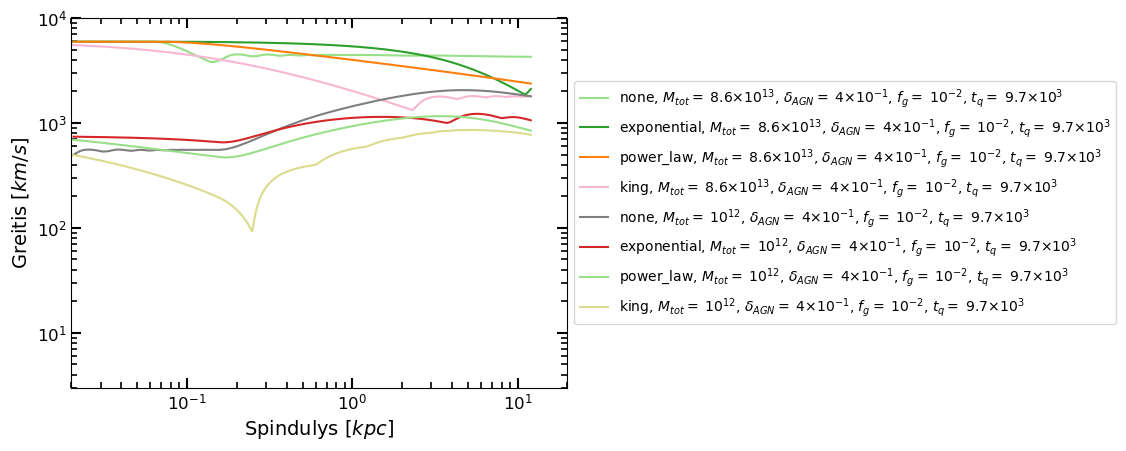 10⁴
10³
10²
10¹
10⁻¹
10⁰
10¹
Greitis [km/s]
Spindulys [kpc]
none, M_tot = 8.6×10¹³, δ_AGN = 4×10⁻¹, f_g = 10⁻², t_q = 9.7×10³
exponential, M_tot = 8.6×10¹³, δ_AGN = 4×10⁻¹, f_g = 10⁻², t_q = 9.7×10³
power_law, M_tot = 8.6×10¹³, δ_AGN = 4×10⁻¹, f_g = 10⁻², t_q = 9.7×10³
king, M_tot = 8.6×10¹³, δ_AGN = 4×10⁻¹, f_g = 10⁻², t_q = 9.7×10³
none, M_tot = 10¹², δ_AGN = 4×10⁻¹, f_g = 10⁻², t_q = 9.7×10³
exponential, M_tot = 10¹², δ_AGN = 4×10⁻¹, f_g = 10⁻², t_q = 9.7×10³
power_law, M_tot = 10¹², δ_AGN = 4×10⁻¹, f_g = 10⁻², t_q = 9.7×10³
king, M_tot = 10¹², δ_AGN = 4×10⁻¹, f_g = 10⁻², t_q = 9.7×10³